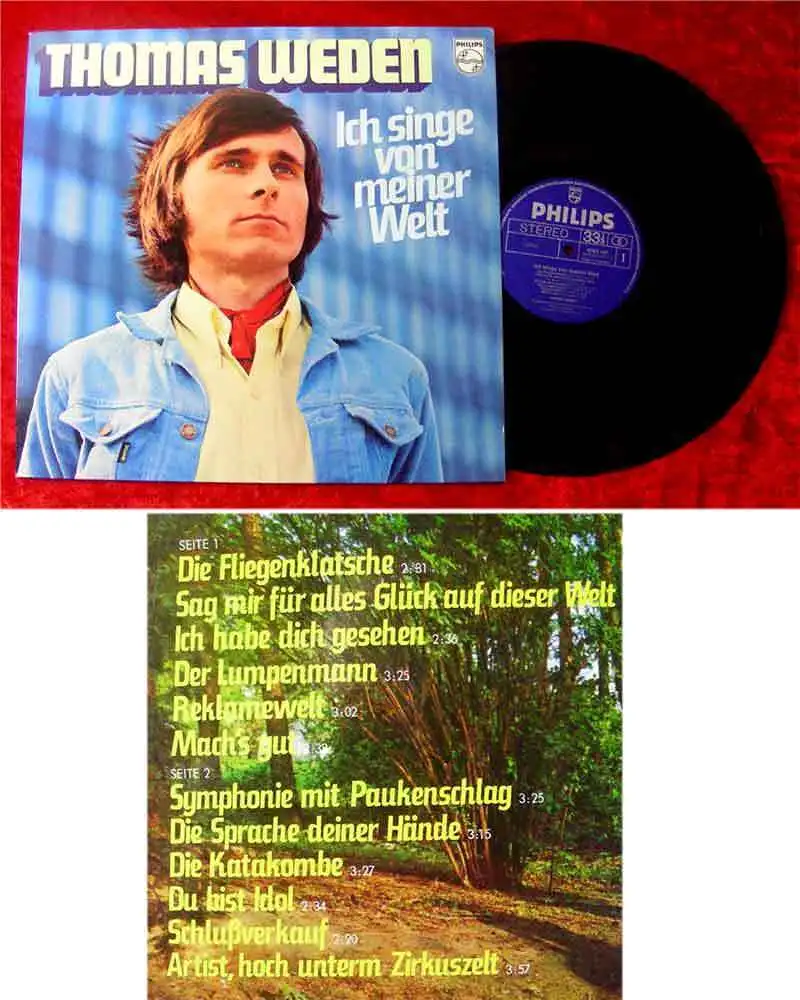 THOMAS WEDEN
PHILIPS
Ich singe
von
meiner
Welt
PHILIPS
STEREO 33⅓
1
SEITE 1
Die Fliegenklatsche 2:31
Sag mir für alles Glück auf dieser Welt
Ich habe dich gesehen 2:36
Der Lumpenmann 3:25
Reklamewelt 3:02
Mach's gut
SEITE 2
Symphonie mit Paukenschlag 3:25
Die Sprache deiner Hände 3:15
Die Katakombe 3:27
Du bist Idol 2:34
Schlußverkauf 2:20
Artist, hoch unterm Zirkuszelt 3:57